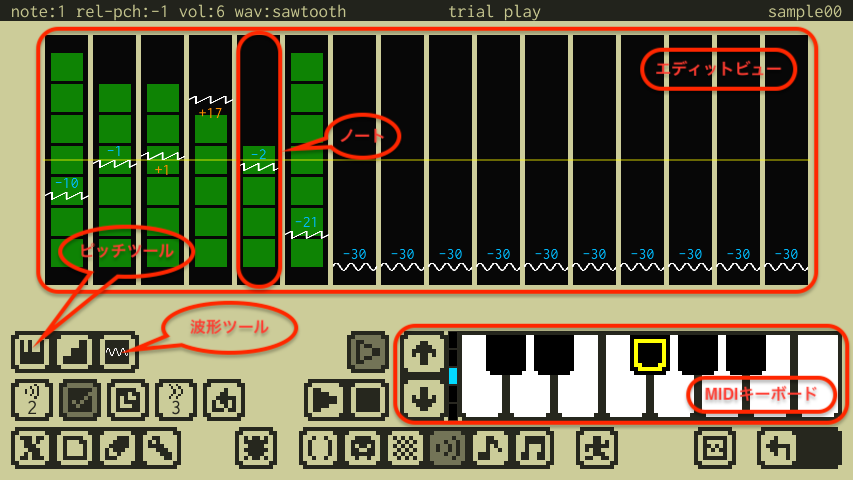 note:1 rel-pch:-1 vol:6 wav:sawtooth trial play sample00
エディットビュー
+17
ノート
-1
-2
+1
-10
-21
ピッチツール
-30 -30 -30 -30 -30 -30 -30 -30 -30 -30
波形ツール
MIDIキーボード
2
3